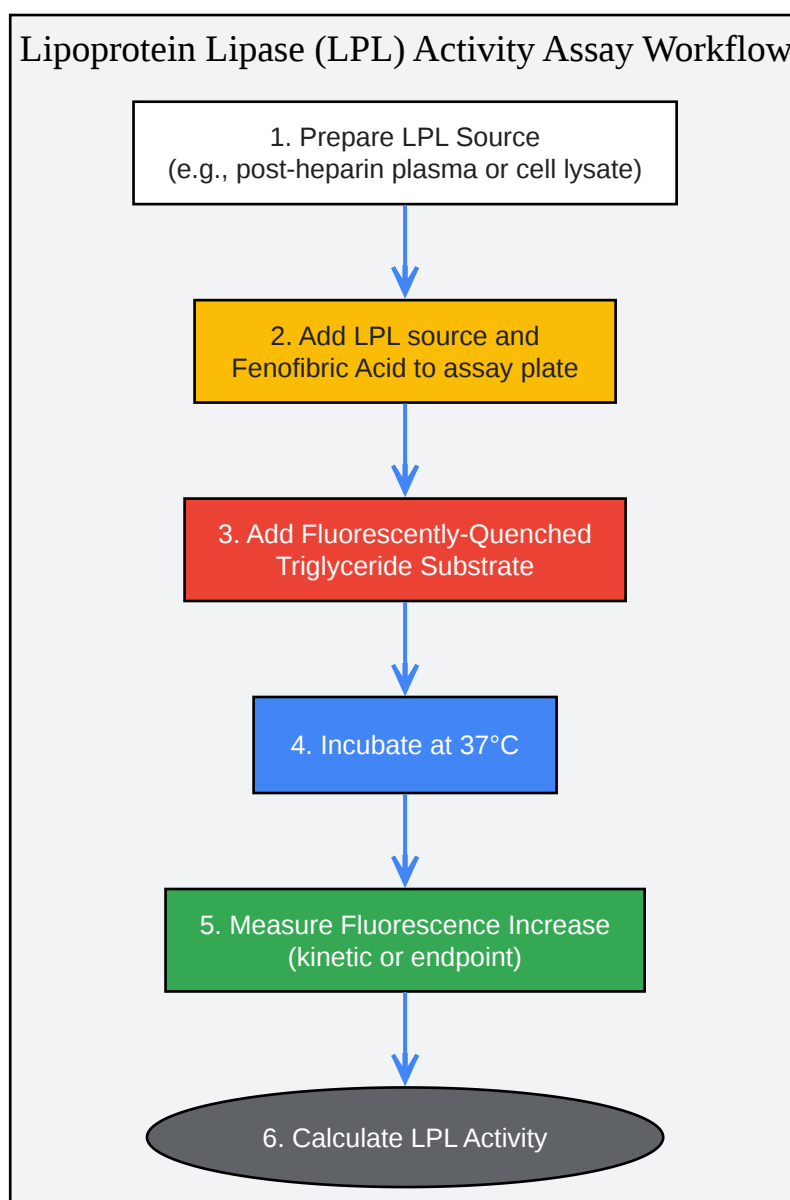 Lipoprotein Lipase (LPL) Activity Assay Workflow
1. Prepare LPL Source
(e.g., post-heparin plasma or cell lysate)
2. Add LPL source and
Fenofibric Acid to assay plate
3. Add Fluorescently-Quenched
Triglyceride Substrate
4. Incubate at 37°C
5. Measure Fluorescence Increase
(kinetic or endpoint)
6. Calculate LPL Activity